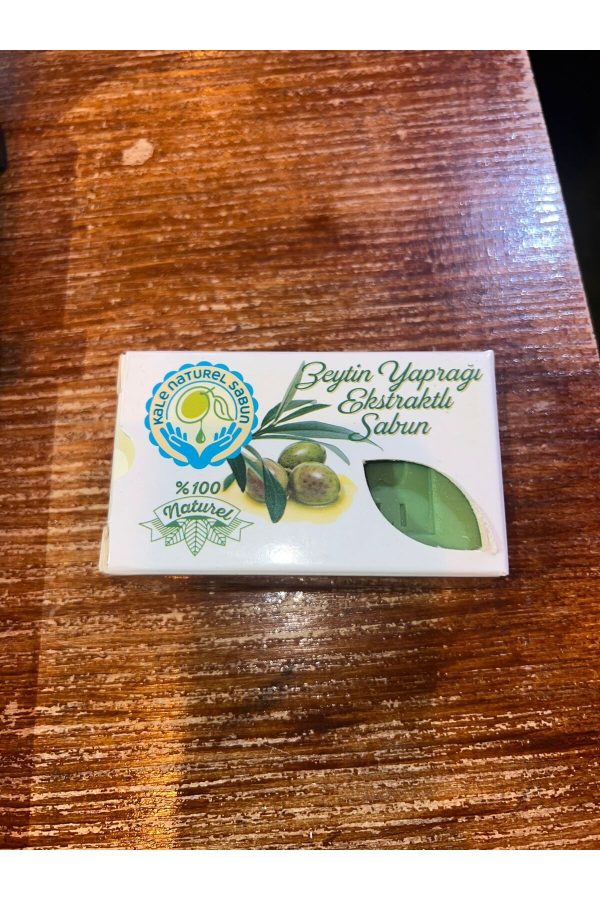 Kale Naturel Sabun
Zeytin Yaprağı
Ekstraktlı
Sabun
%100
Naturel